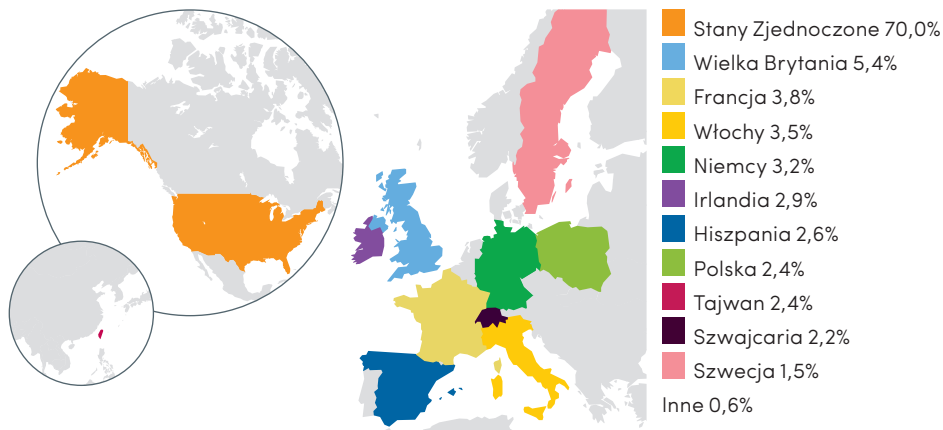 Stany Zjednoczone 70,0%
Wielka Brytania 5,4%
Francja 3,8%
Włochy 3,5%
Niemcy 3,2%
Irlandia 2,9%
Hiszpania 2,6%
Polska 2,4%
Tajwan 2,4%
Szwajcaria 2,2%
Szwecja 1,5%
Inne 0,6%